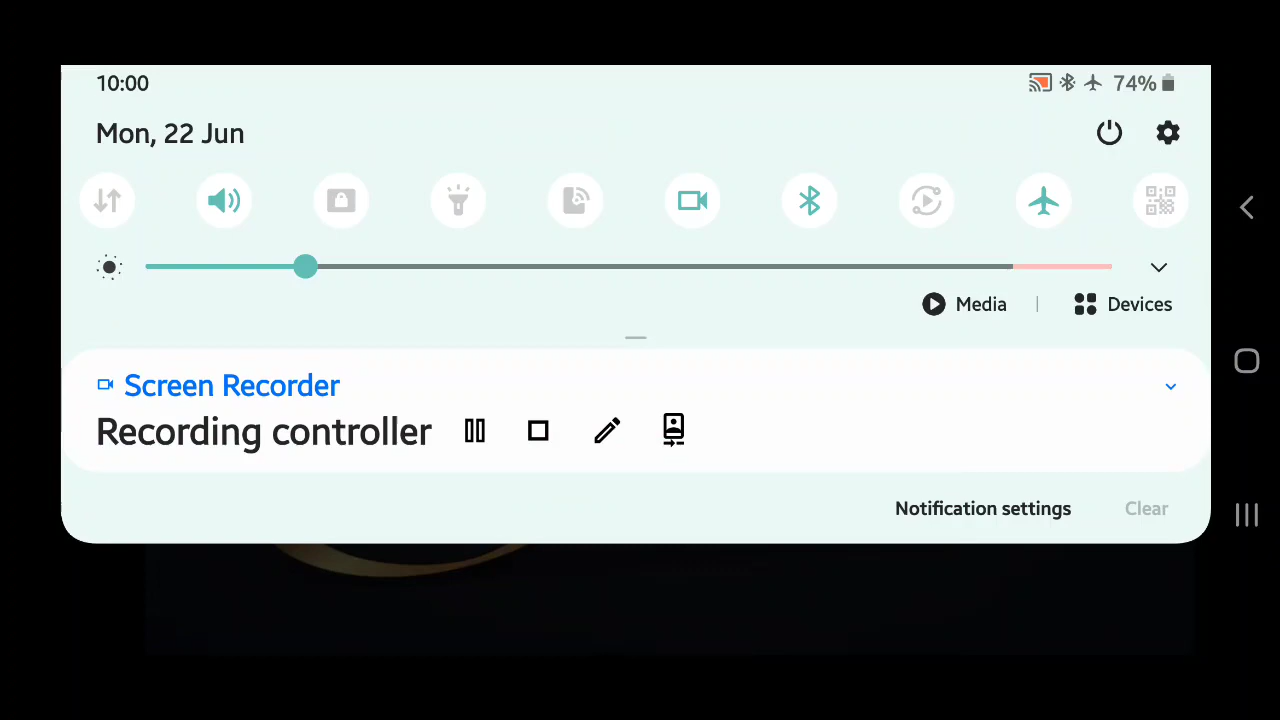 10:00
74%
Mon, 22 Jun
Media | Devices
Screen Recorder
Recording controller
Notification settings
Clear